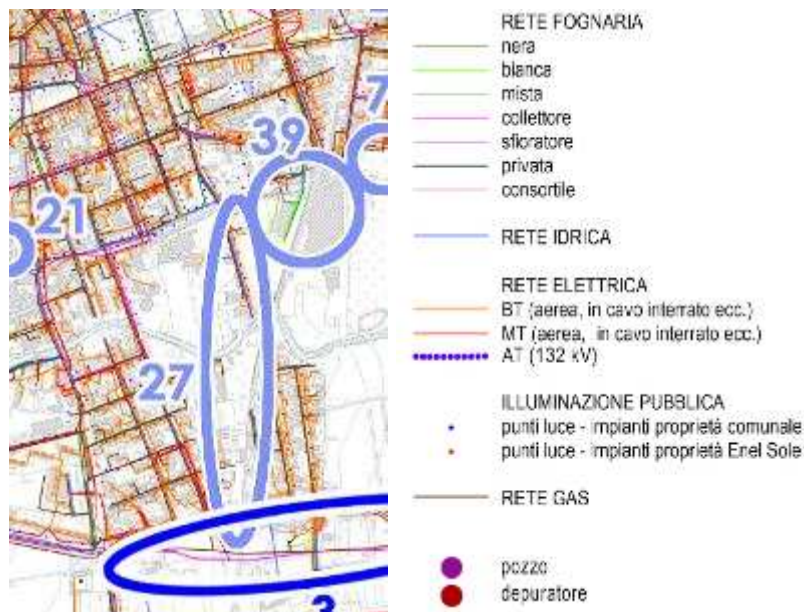 7
39
21
27
3
RETE FOGNARIA
nera
bianca
mista
collettore
sfioratore
privata
consortile
RETE IDRICA
RETE ELETTRICA
BT (aerea, in cavo interrato ecc.)
MT (aerea, in cavo interrato ecc.)
AT (132 kV)
ILLUMINAZIONE PUBBLICA
punti luce - Impianti proprietà comunale
punti luce - Impianti proprietà Enel Sole
RETE GAS
pozzo
depuratore